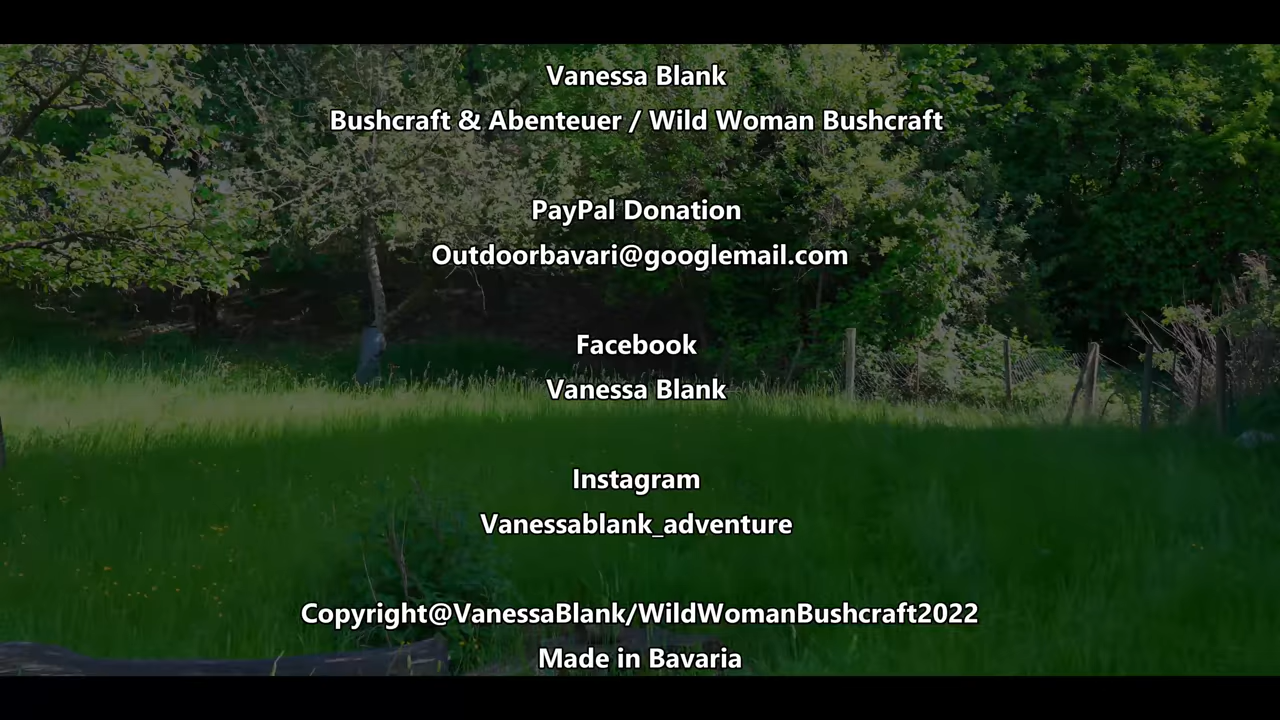 Vanessa Blank
Bushcraft & Abenteuer / Wild Woman Bushcraft
PayPal Donation
Outdoorbavari@googlemail.com
Facebook
Vanessa Blank
Instagram
Vanessablank_adventure
Copyright@VanessaBlank/WildWomanBushcraft2022
Made in Bavaria